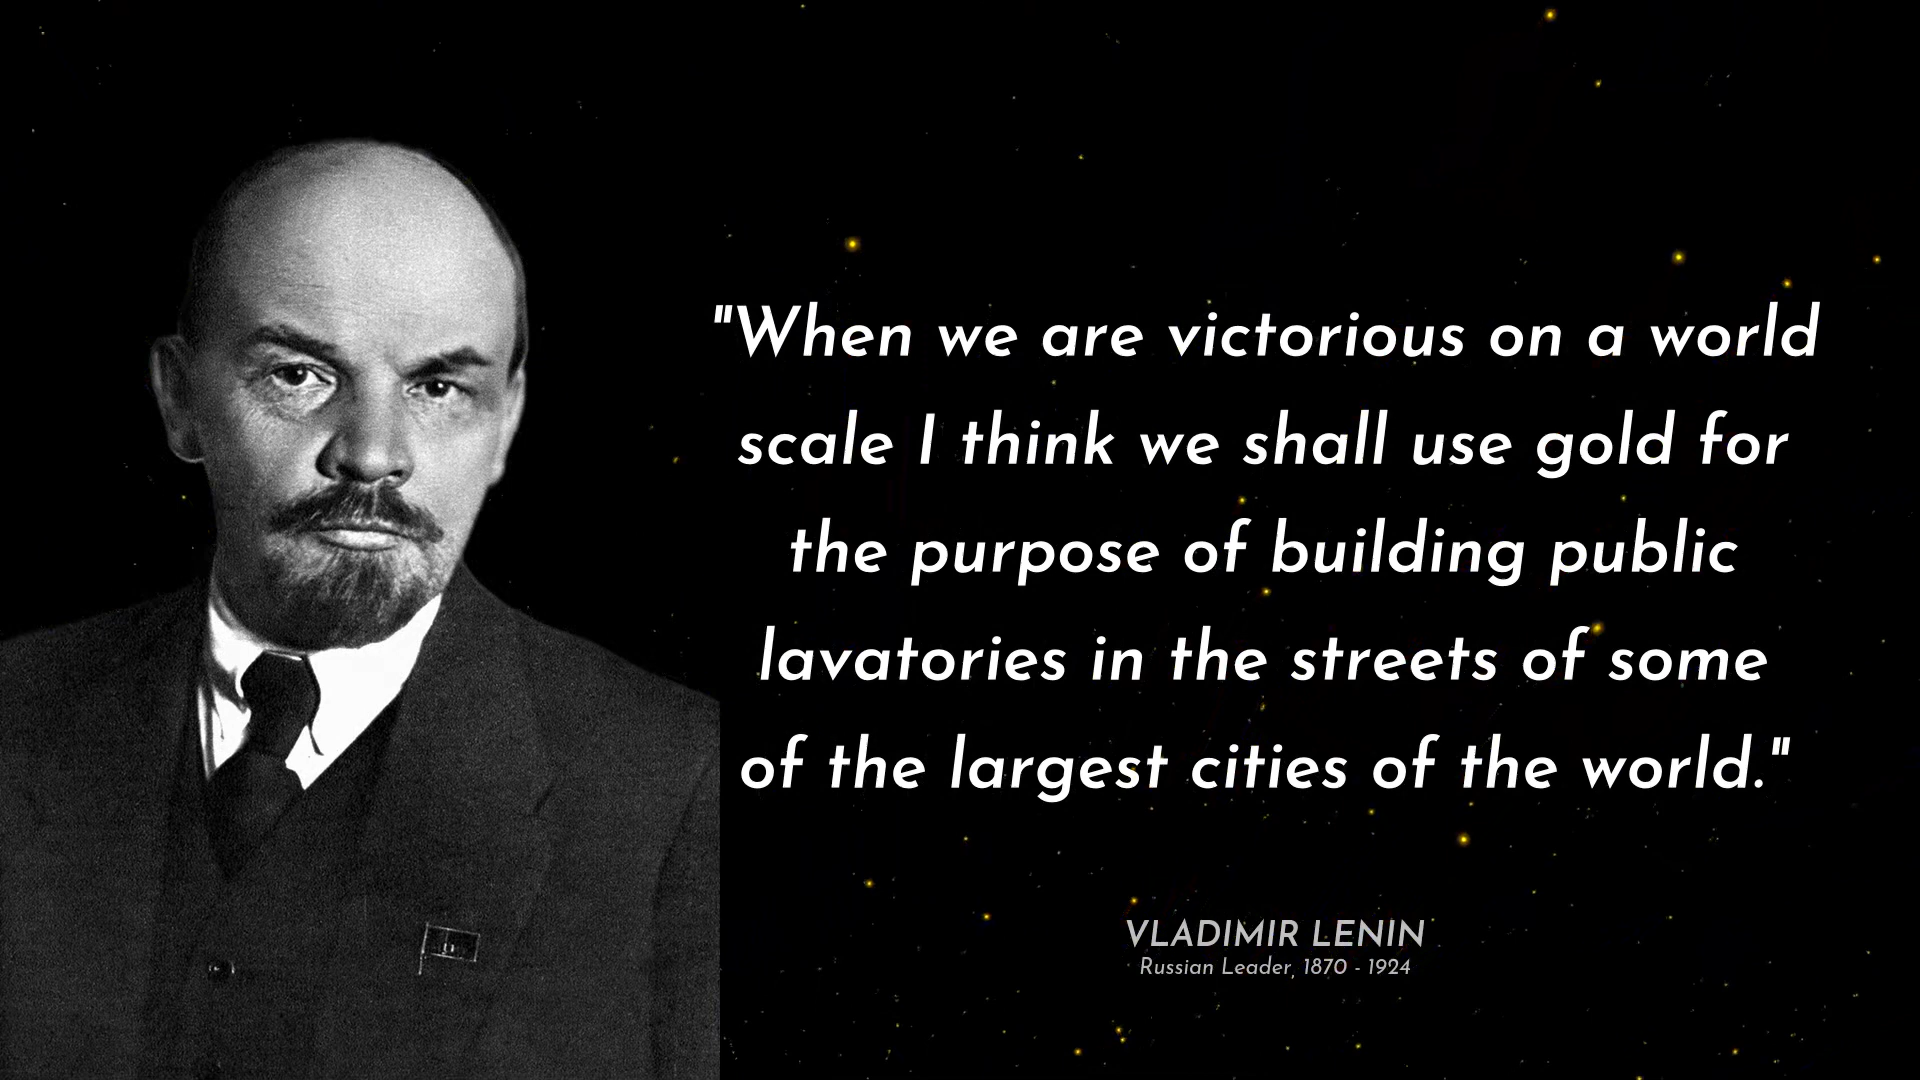 "When we are victorious on a world
scale I think we shall use gold for
the purpose of building public
lavatories in the streets of some
of the largest cities of the world."
VLADIMIR LENIN
Russian Leader, 1870 - 1924